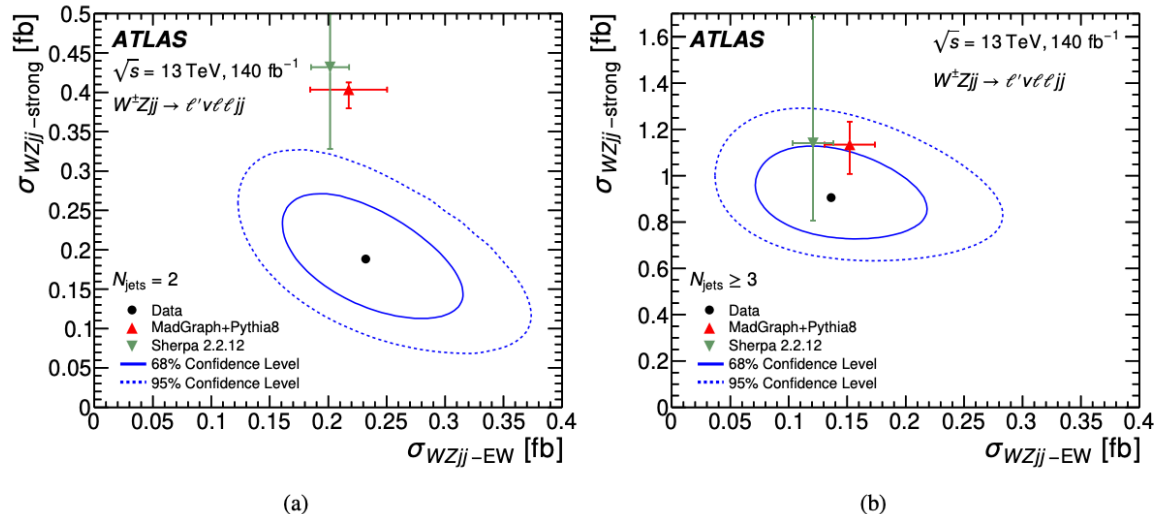 ATLAS
√s = 13 TeV, 140 fb⁻¹
W±Zjj → ℓ′νℓℓjj
σWZjj−strong [fb]
0.5
0.45
0.4
0.35
0.3
0.25
0.2
0.15
0.1
0.05
0
Njets = 2
Data
MadGraph+Pythia8
Sherpa 2.2.12
68% Confidence Level
95% Confidence Level
0 0.05 0.1 0.15 0.2 0.25 0.3 0.35 0.4
σWZjj−EW [fb]
(a)
ATLAS
√s = 13 TeV, 140 fb⁻¹
W±Zjj → ℓ′νℓℓjj
σWZjj−strong [fb]
1.6
1.4
1.2
1
0.8
0.6
0.4
0.2
0
Njets ≥ 3
Data
MadGraph+Pythia8
Sherpa 2.2.12
68% Confidence Level
95% Confidence Level
0 0.05 0.1 0.15 0.2 0.25 0.3 0.35 0.4
σWZjj−EW [fb]
(b)